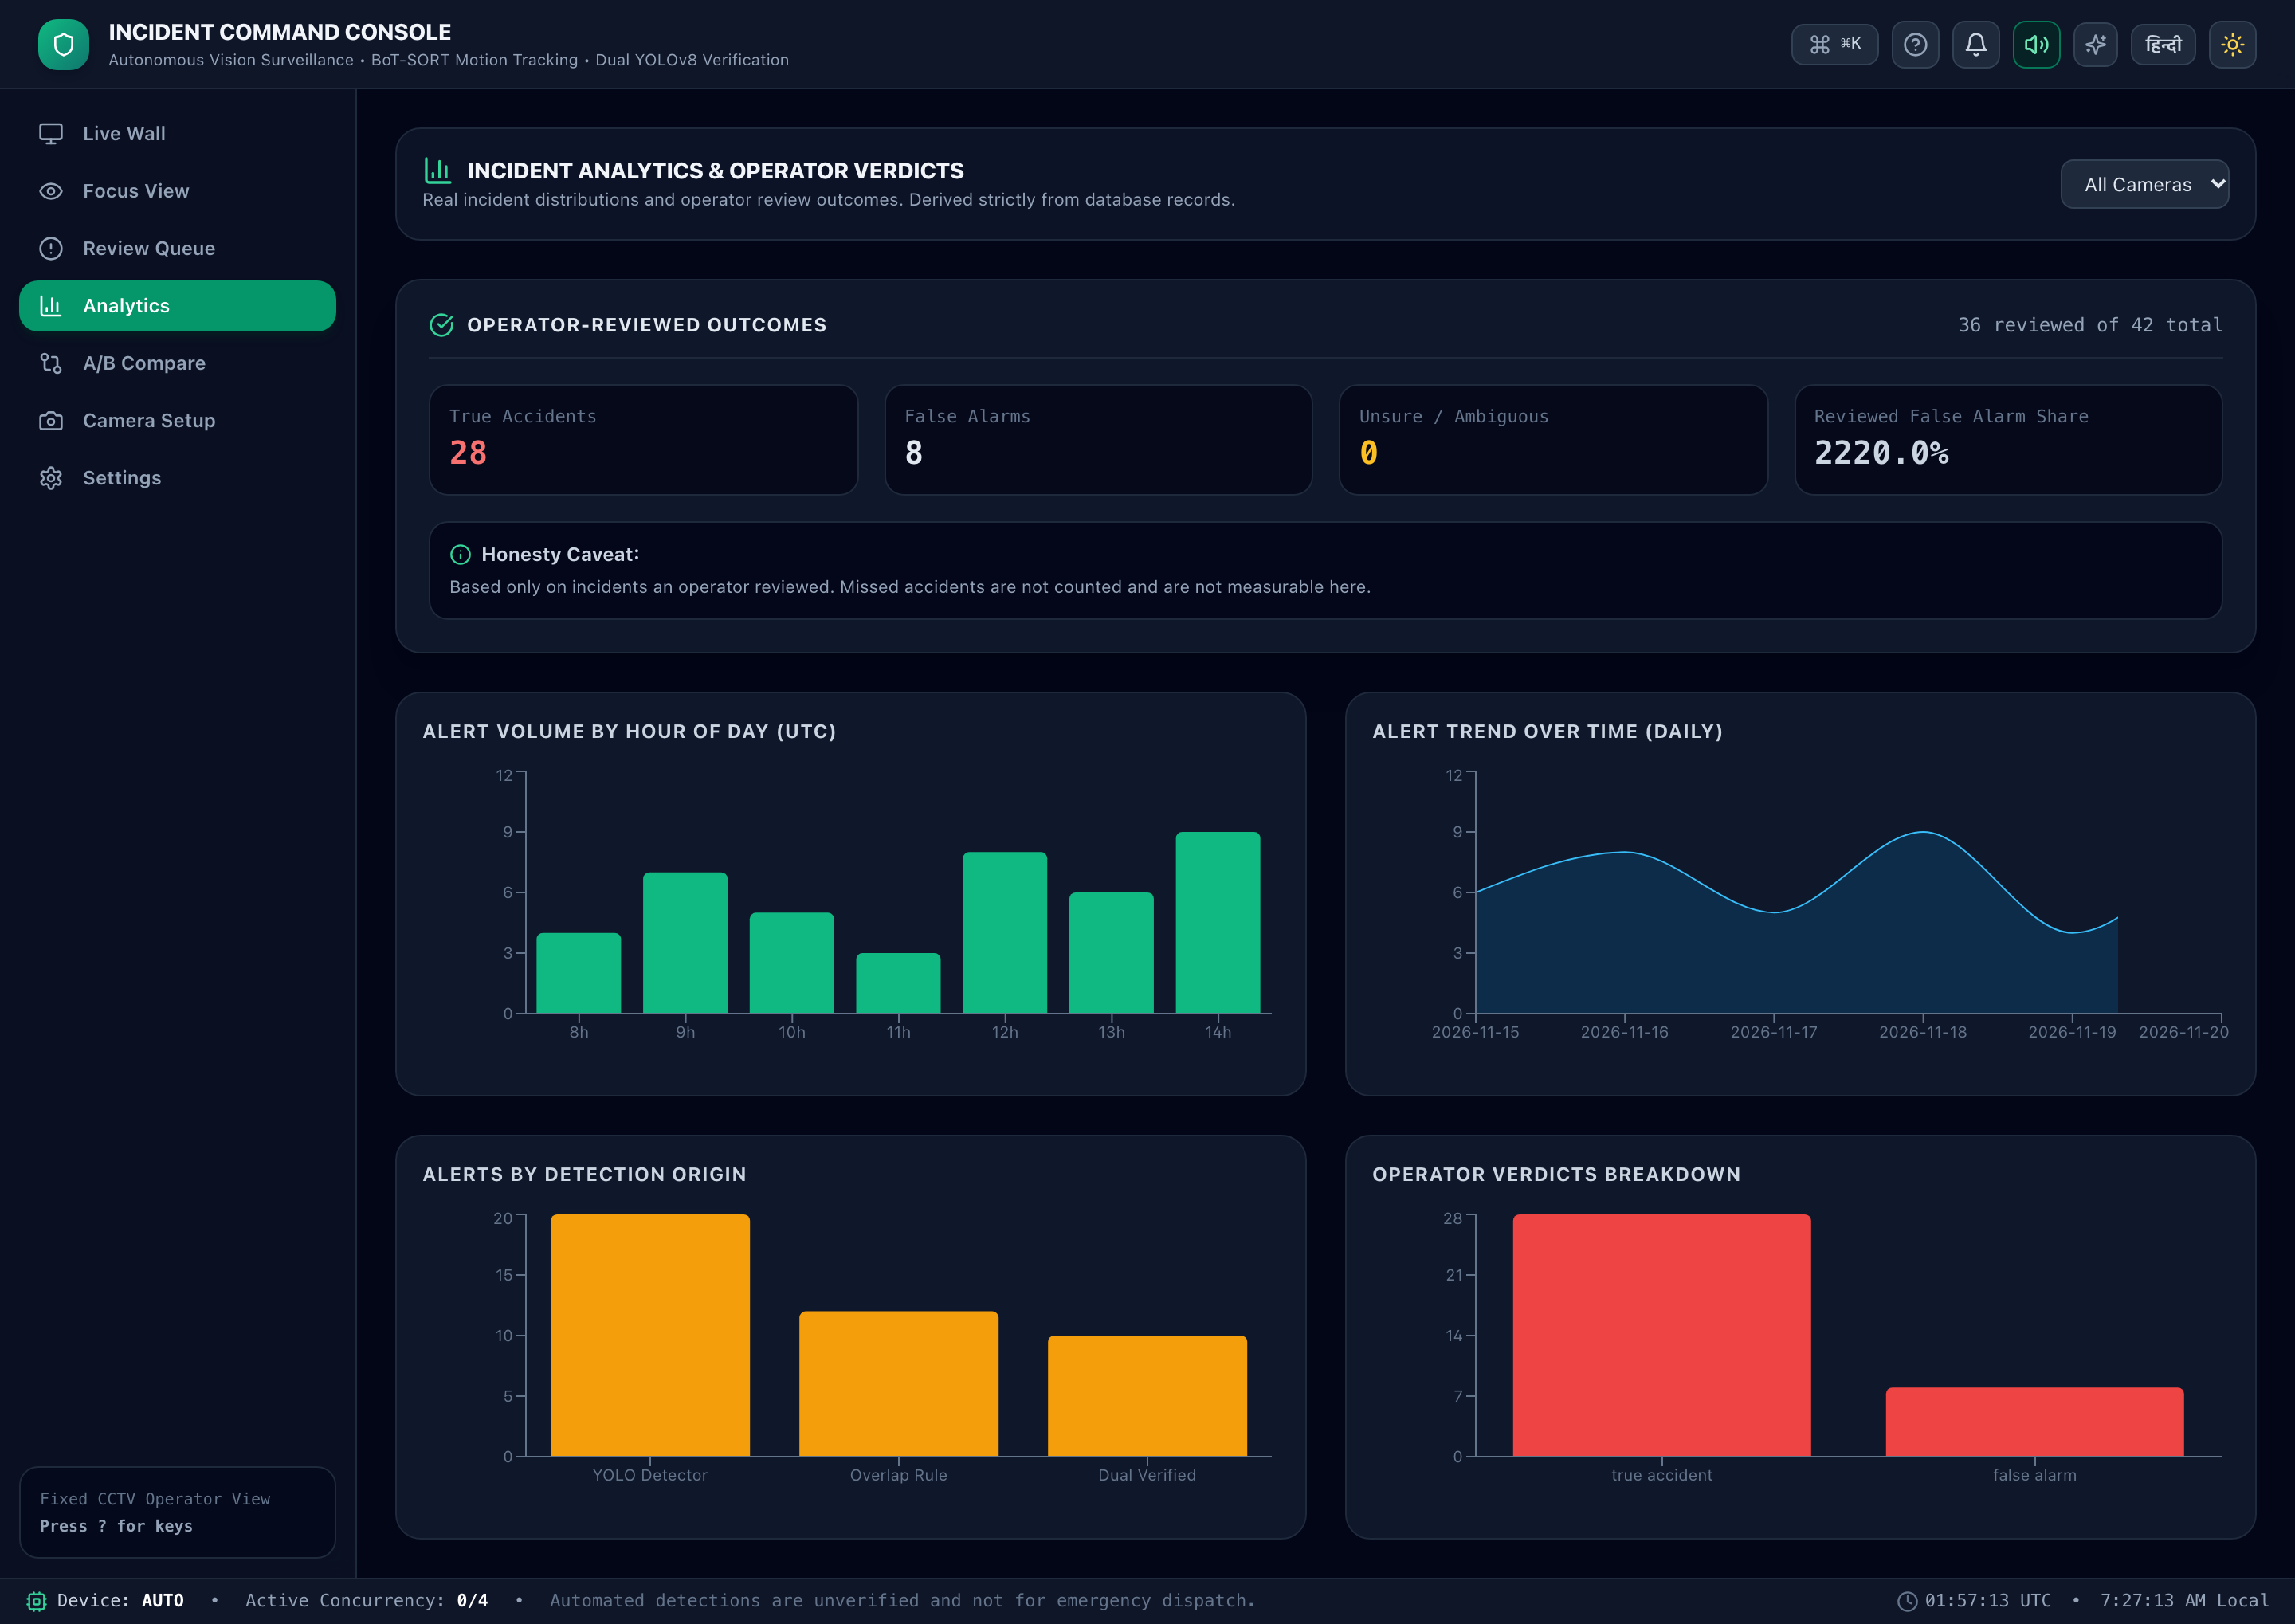 INCIDENT COMMAND CONSOLE
Autonomous Vision Surveillance • BoT-SORT Motion Tracking • Dual YOLOv8 Verification
⌘K
हिन्दी
Live Wall
Focus View
Review Queue
Analytics
A/B Compare
Camera Setup
Settings
Fixed CCTV Operator View
Press ? for keys
INCIDENT ANALYTICS & OPERATOR VERDICTS
Real incident distributions and operator review outcomes. Derived strictly from database records.
All Cameras
OPERATOR-REVIEWED OUTCOMES
36 reviewed of 42 total
True Accidents
28
False Alarms
8
Unsure / Ambiguous
0
Reviewed False Alarm Share
2220.0%
Honesty Caveat:
Based only on incidents an operator reviewed. Missed accidents are not counted and are not measurable here.
ALERT VOLUME BY HOUR OF DAY (UTC)
12
9
6
3
0
8h 9h 10h 11h 12h 13h 14h
ALERT TREND OVER TIME (DAILY)
12
9
6
3
0
2026-11-15 2026-11-16 2026-11-17 2026-11-18 2026-11-19 2026-11-20
ALERTS BY DETECTION ORIGIN
20
15
10
5
0
YOLO Detector Overlap Rule Dual Verified
OPERATOR VERDICTS BREAKDOWN
28
21
14
7
0
true accident false alarm
Device: AUTO • Active Concurrency: 0/4 • Automated detections are unverified and not for emergency dispatch.
01:57:13 UTC • 7:27:13 AM Local